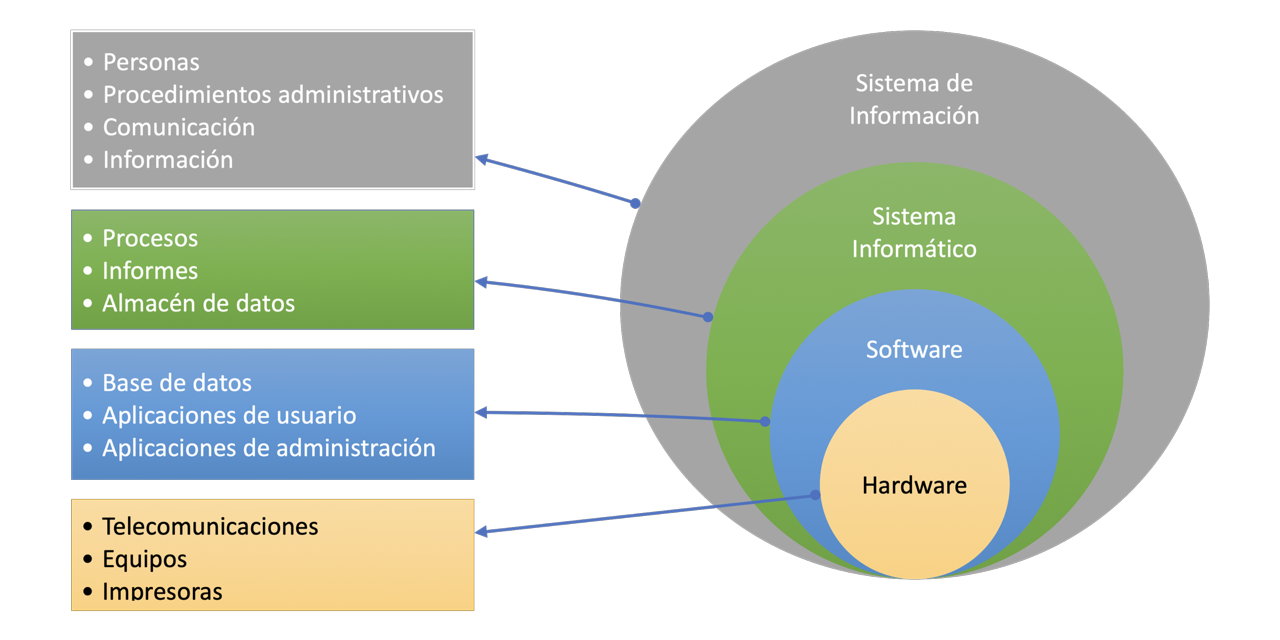 • Personas
• Procedimientos administrativos
• Comunicación
• Información
• Procesos
• Informes
• Almacén de datos
• Base de datos
• Aplicaciones de usuario
• Aplicaciones de administración
• Telecomunicaciones
• Equipos
• Impresoras
Sistema de
Información
Sistema
Informático
Software
Hardware